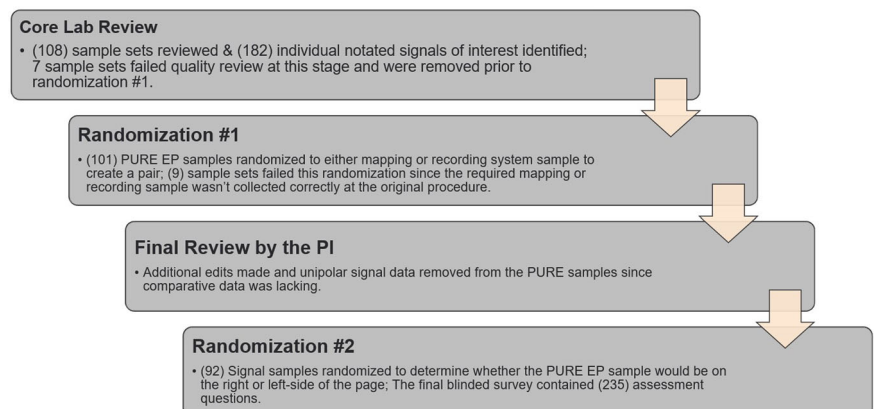 Core Lab Review
• (108) sample sets reviewed & (182) individual notated signals of interest identified;
7 sample sets failed quality review at this stage and were removed prior to
randomization #1.
Randomization #1
• (101) PURE EP samples randomized to either mapping or recording system sample to
create a pair; (9) sample sets failed this randomization since the required mapping or
recording sample wasn't collected correctly at the original procedure.
Final Review by the PI
• Additional edits made and unipolar signal data removed from the PURE samples since
comparative data was lacking.
Randomization #2
• (92) Signal samples randomized to determine whether the PURE EP sample would be on
the right or left-side of the page; The final blinded survey contained (235) assessment
questions.